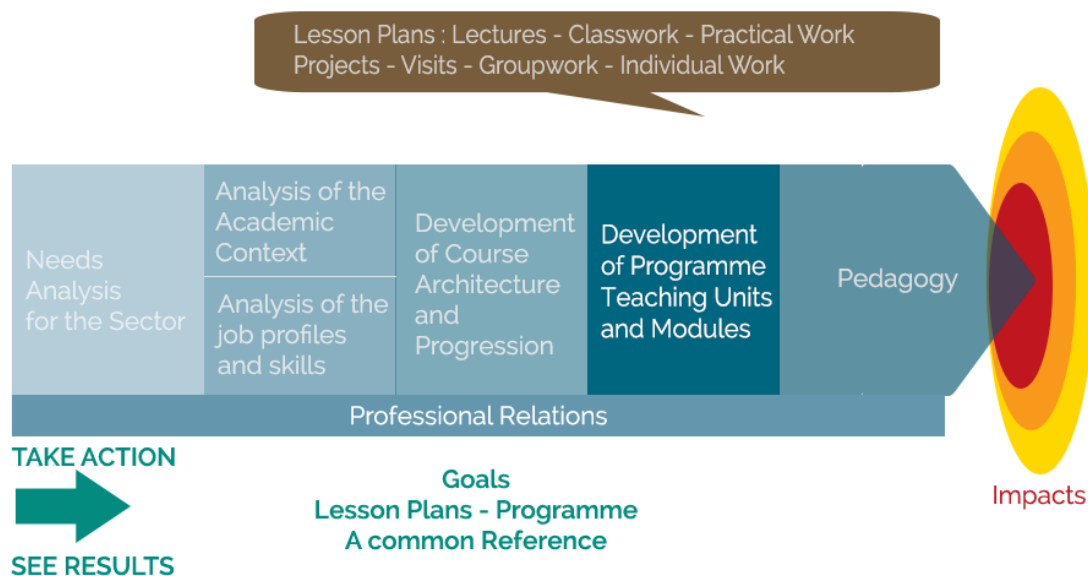 Lesson Plans : Lectures - Classwork - Practical Work
Projects - Visits - Groupwork - Individual Work
Needs
Analysis
for the Sector
Analysis of the
Academic
Context
Analysis of the
job profiles
and skills
Development
of Course
Architecture
and
Progression
Development
of Programme
Teaching Units
and Modules
Pedagogy
Professional Relations
TAKE ACTION
SEE RESULTS
Goals
Lesson Plans - Programme
A common Reference
Impacts